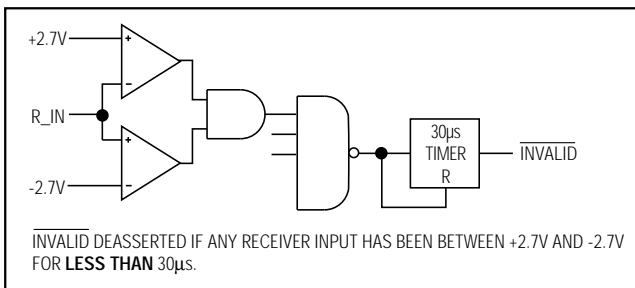 +2.7V
+
-
R_IN
+
-
-2.7V
30µs
TIMER
R
INVALID
INVALID DEASSERTED IF ANY RECEIVER INPUT HAS BEEN BETWEEN +2.7V AND -2.7V
FOR LESS THAN 30µs.